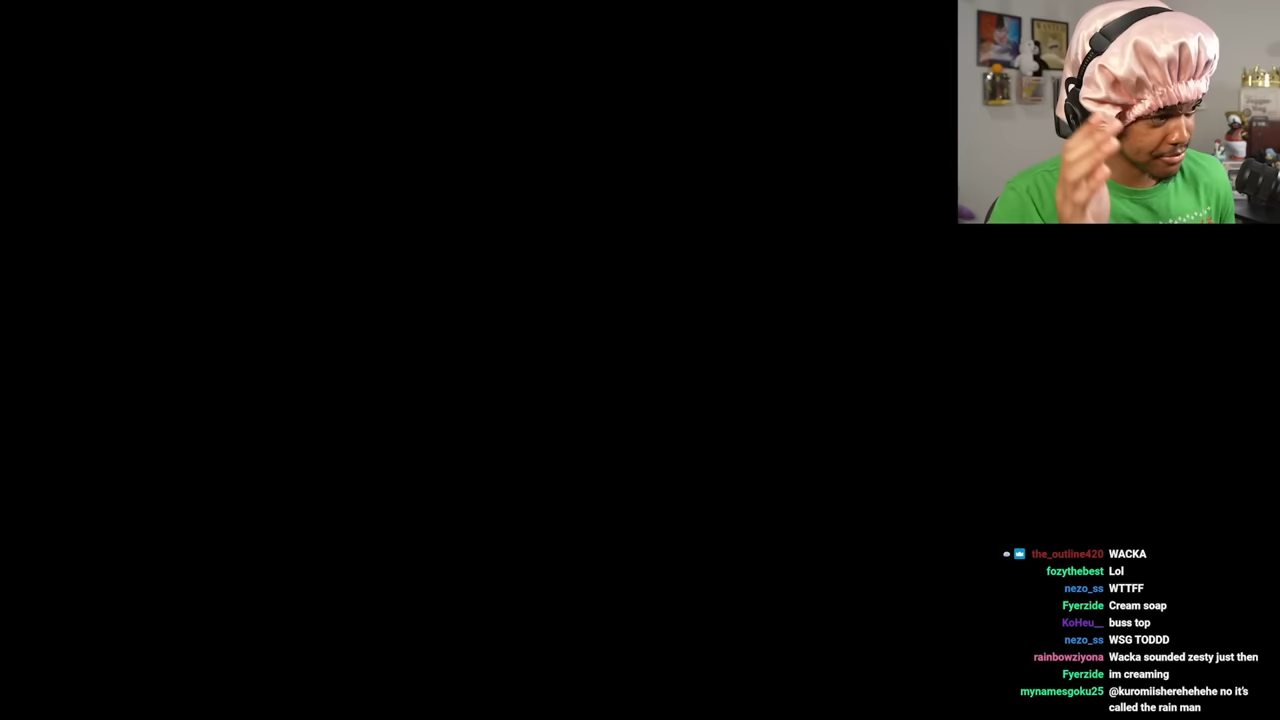 WANTED
the_outline420 WACKA
fozythebest Lol
nezo_ss WTTFF
Fyerzide Cream soap
KoHeu__ buss top
nezo_ss WSG TODDD
rainbowziyona Wacka sounded zesty just then
Fyerzide im creaming
mynamesgoku25 @kuromiisherehehehe no it's
called the rain man